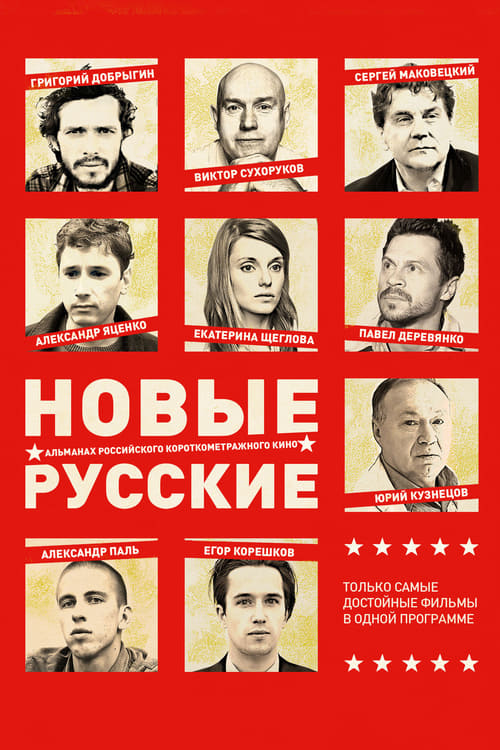 ГРИГОРИЙ ДОБРЫГИН
ВИКТОР СУХОРУКОВ
СЕРГЕЙ МАКОВЕЦКИЙ
АЛЕКСАНДР ЯЦЕНКО
ЕКАТЕРИНА ЩЕГЛОВА
ПАВЕЛ ДЕРЕВЯНКО
НОВЫЕ
АЛЬМАНАХ РОССИЙСКОГО КОРОТКОМЕТРАЖНОГО КИНО
РУССКИЕ
ЮРИЙ КУЗНЕЦОВ
АЛЕКСАНДР ПАЛЬ
ЕГОР КОРЕШКОВ
ТОЛЬКО САМЫЕ
ДОСТОЙНЫЕ ФИЛЬМЫ
В ОДНОЙ ПРОГРАММЕ